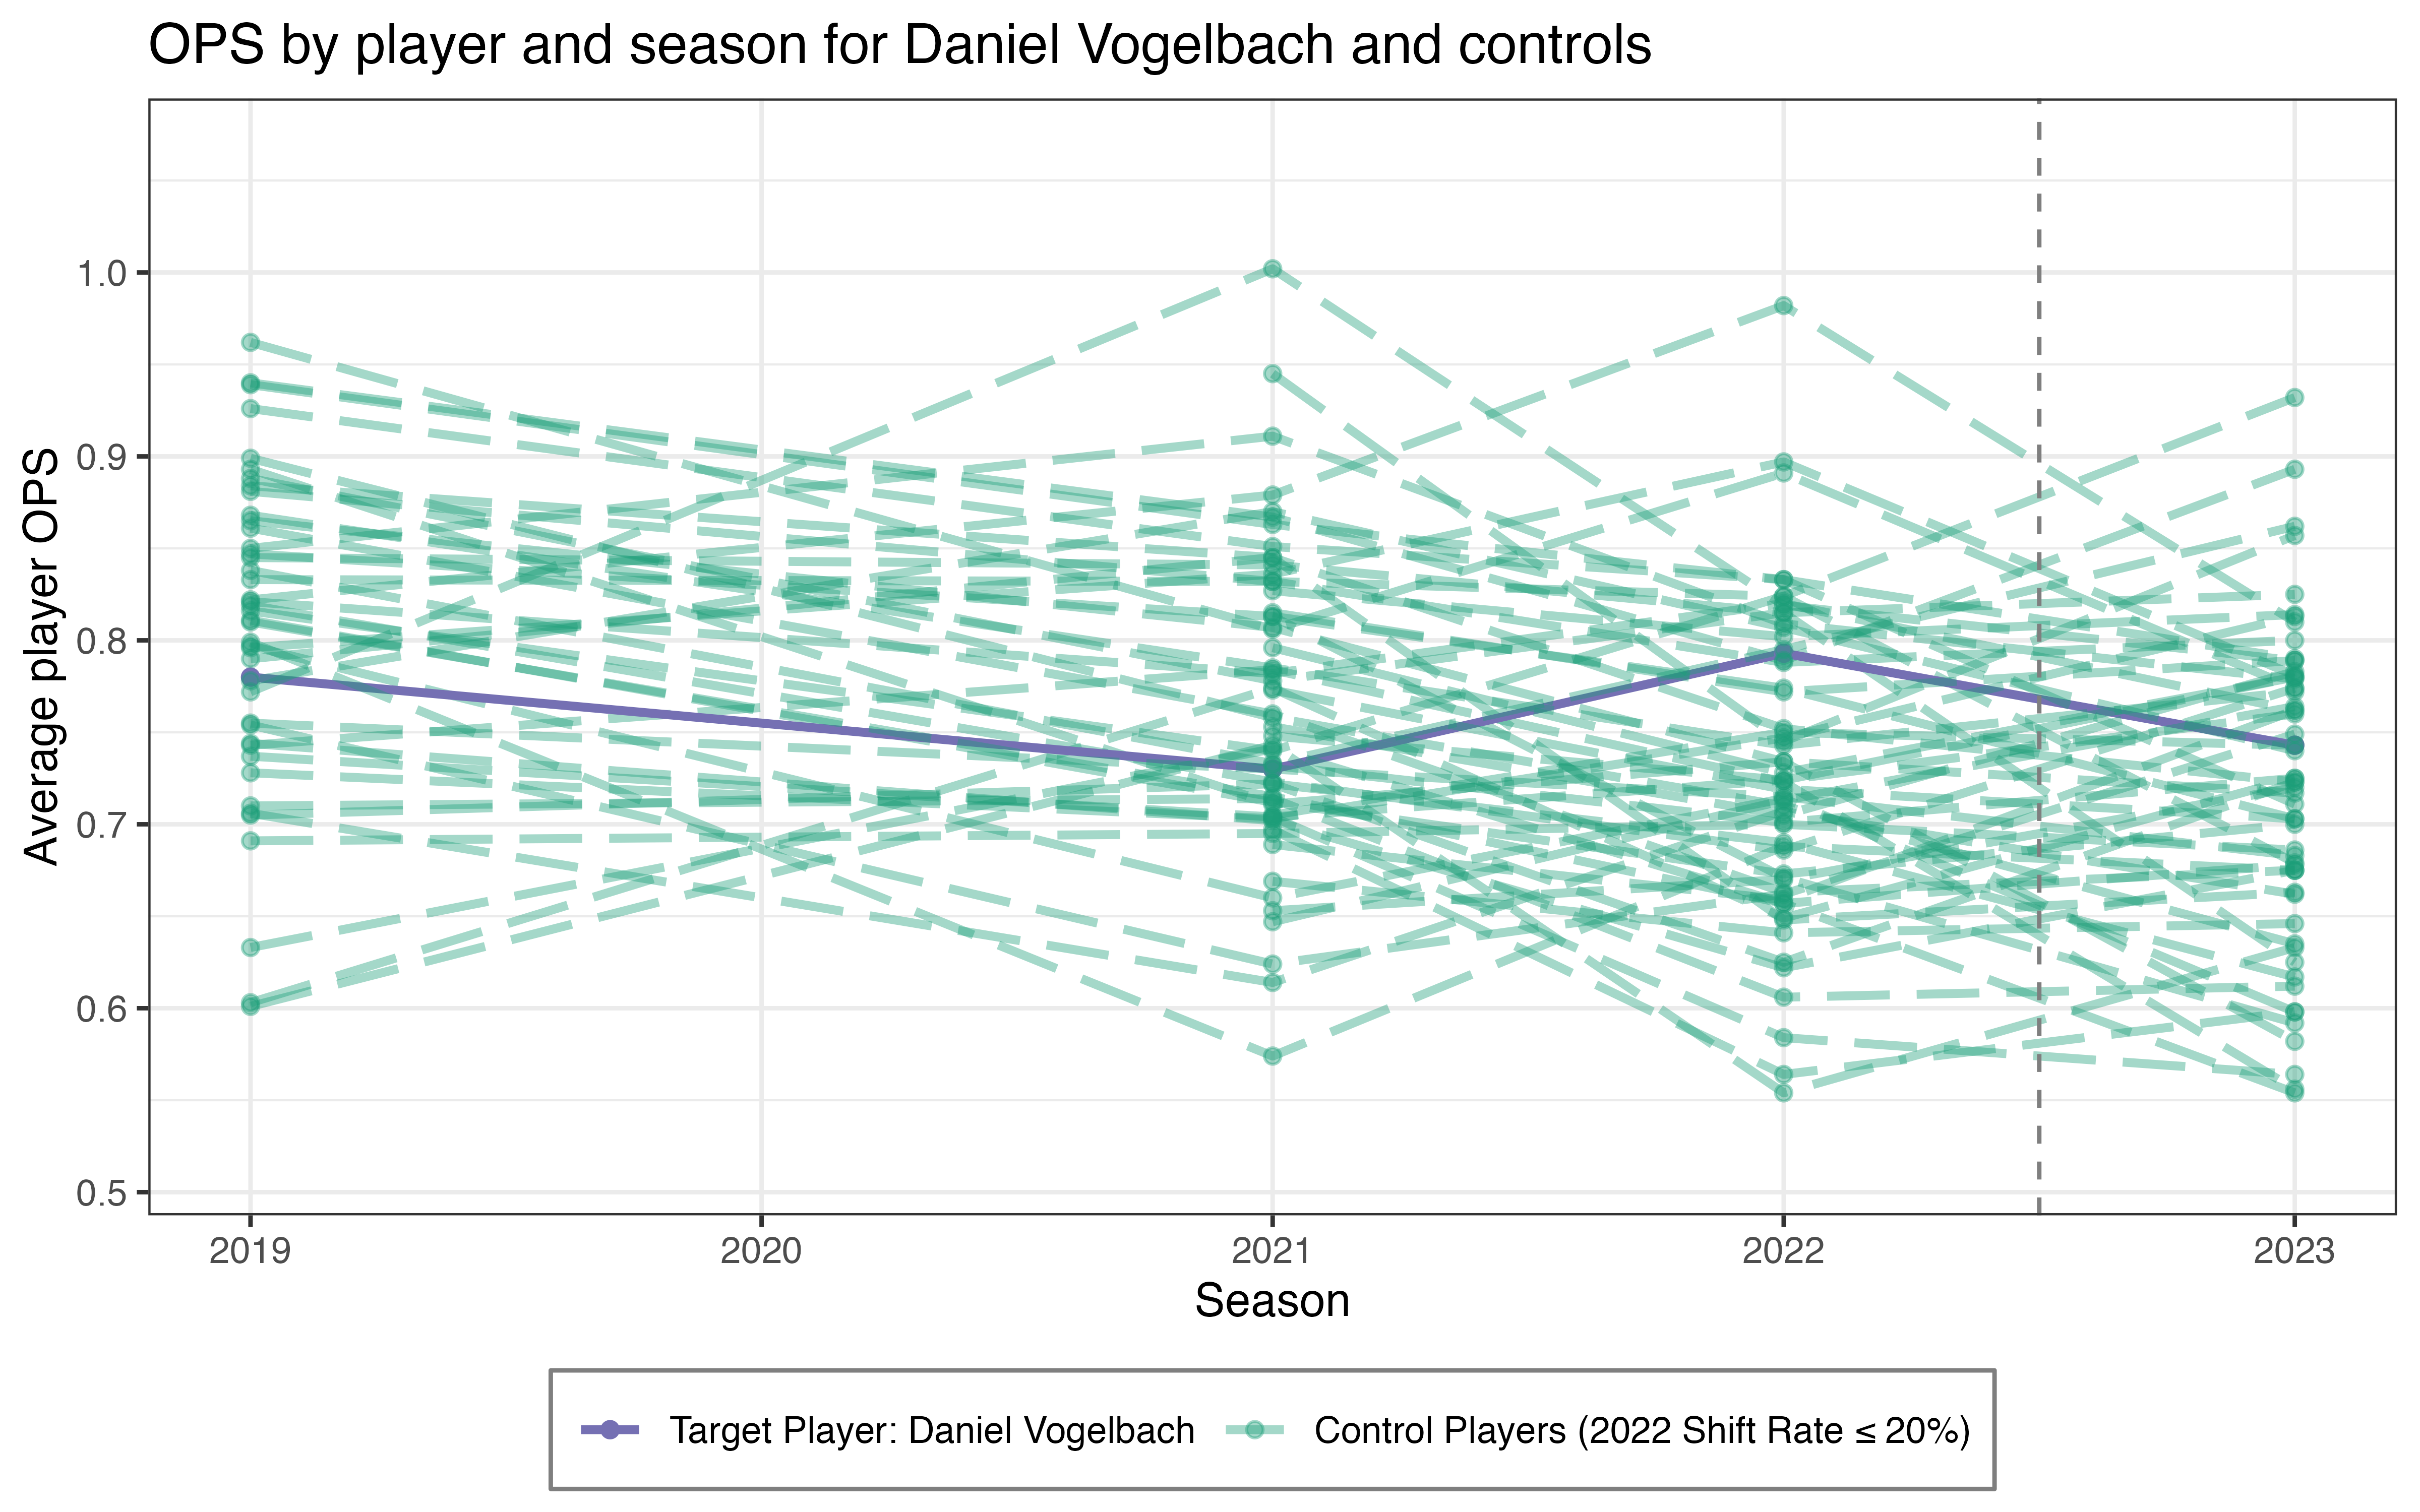 OPS by player and season for Daniel Vogelbach and controls
Average player OPS
1.0
0.9
0.8
0.7
0.6
0.5
2019 2020 2021 2022 2023
Season
Target Player: Daniel Vogelbach Control Players (2022 Shift Rate ≤ 20%)